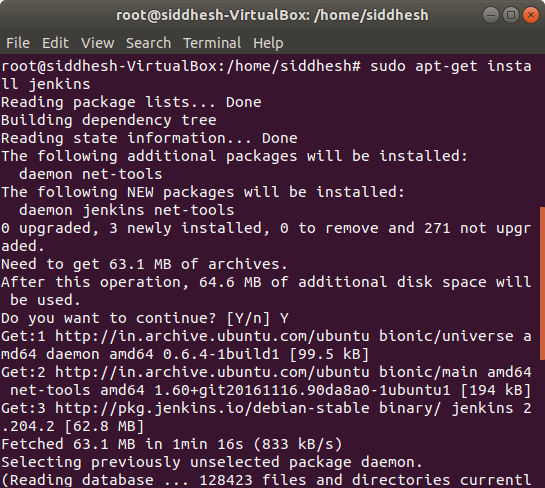 root@siddhesh-VirtualBox: /home/siddhesh
File Edit View Search Terminal Help
root@siddhesh-VirtualBox:/home/siddhesh# sudo apt-get insta
ll jenkins
Reading package lists... Done
Building dependency tree
Reading state information... Done
The following additional packages will be installed:
  daemon net-tools
The following NEW packages will be installed:
  daemon jenkins net-tools
0 upgraded, 3 newly installed, 0 to remove and 271 not upgr
aded.
Need to get 63.1 MB of archives.
After this operation, 64.6 MB of additional disk space will
 be used.
Do you want to continue? [Y/n] Y
Get:1 http://in.archive.ubuntu.com/ubuntu bionic/universe a
md64 daemon amd64 0.6.4-1build1 [99.5 kB]
Get:2 http://in.archive.ubuntu.com/ubuntu bionic/main amd64
 net-tools amd64 1.60+git20161116.90da8a0-1ubuntu1 [194 kB]
Get:3 http://pkg.jenkins.io/debian-stable binary/ jenkins 2
.204.2 [62.8 MB]
Fetched 63.1 MB in 1min 16s (833 kB/s)
Selecting previously unselected package daemon.
(Reading database ... 128423 files and directories currentl